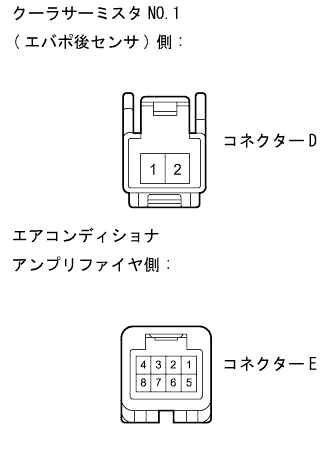 クーラサーミスタNO.1
(エバポ後センサ)側：
コネクターD
1 2
エアコンディショナ
アンプリファイヤ側：
コネクターE
4 3 2 1
8 7 6 5